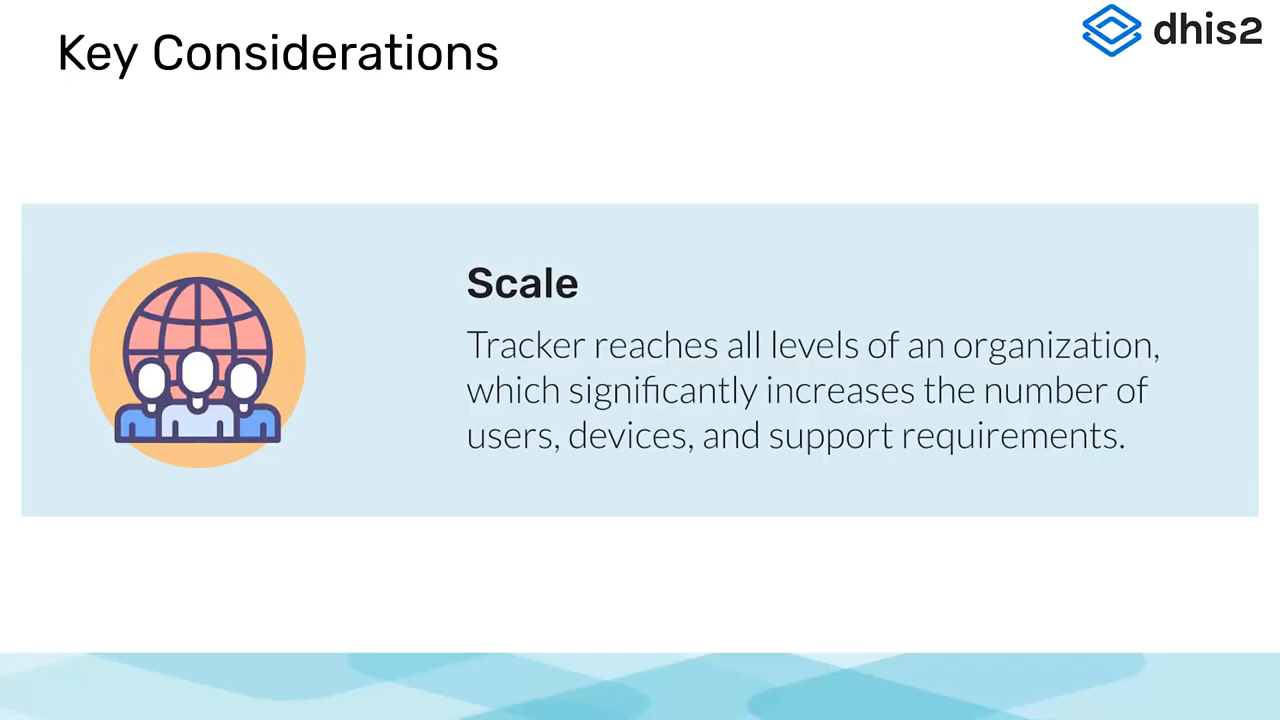 Key Considerations
dhis2
Scale
Tracker reaches all levels of an organization,
which significantly increases the number of
users, devices, and support requirements.